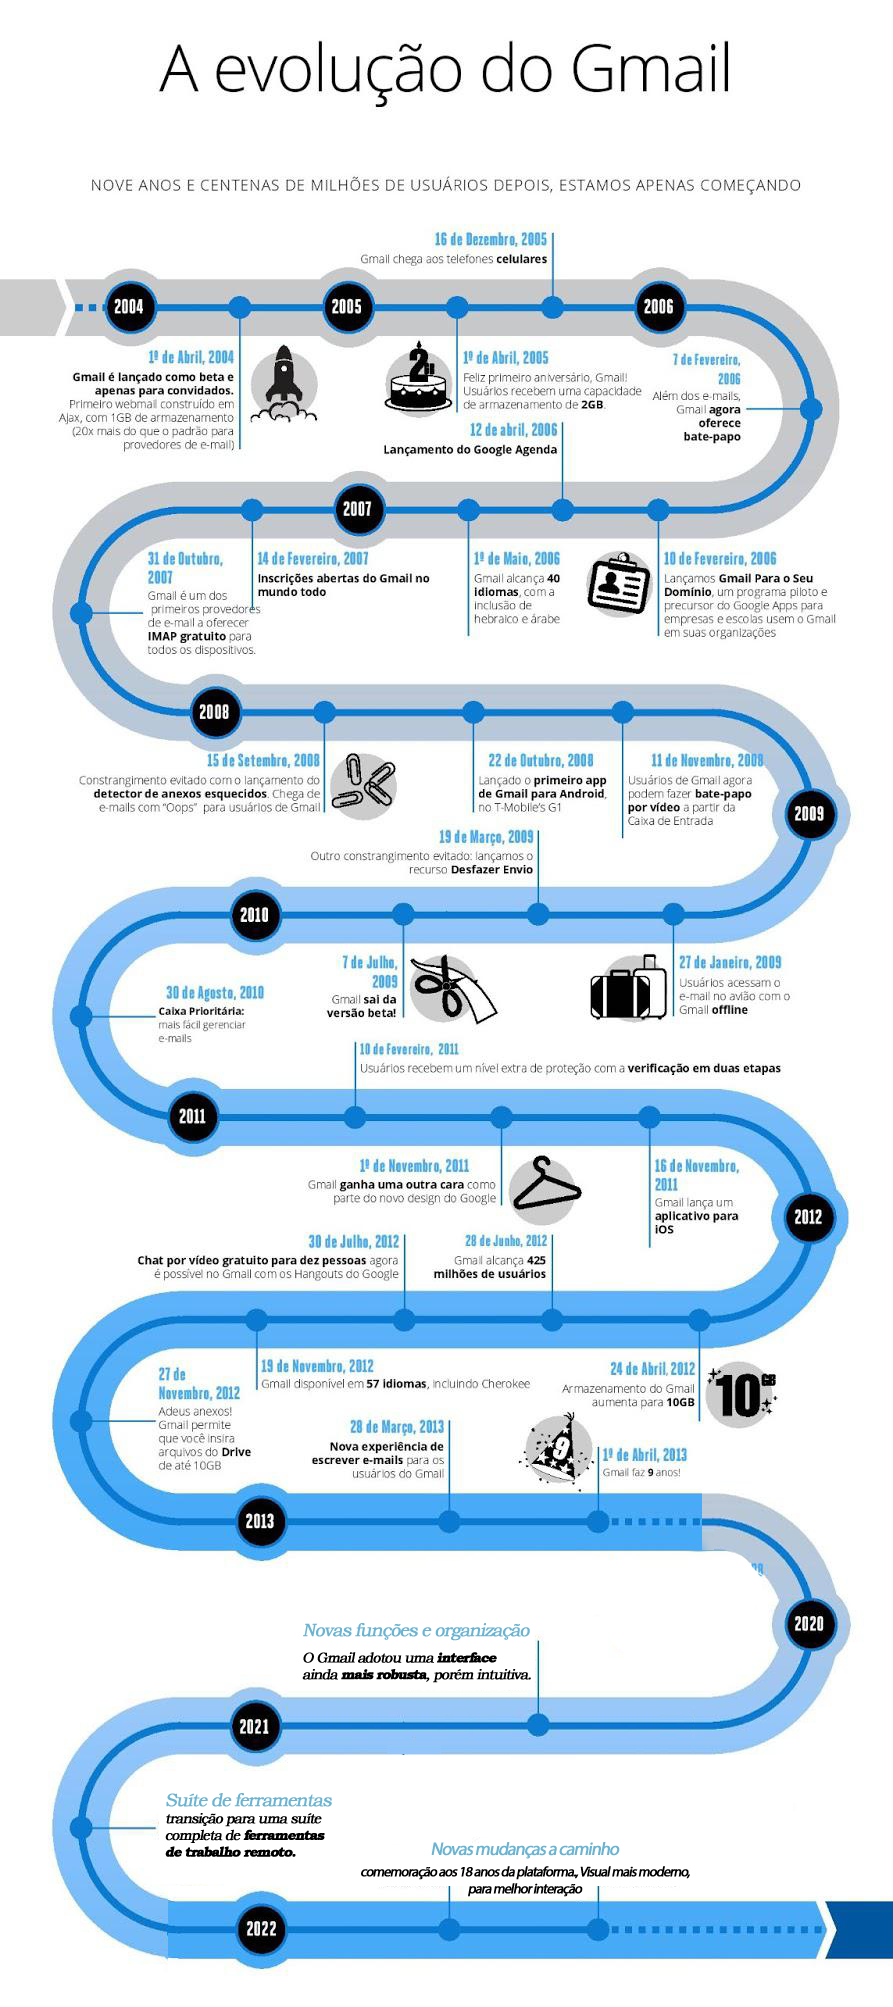 A evolução do Gmail
NOVE ANOS E CENTENAS DE MILHÕES DE USUÁRIOS DEPOIS, ESTAMOS APENAS COMEÇANDO
16 de Dezembro, 2005
Gmail chega aos telefones celulares
2004
2005
2006
1º de Abril, 2004
Gmail é lançado como beta e
apenas para convidados.
Primeiro webmail construído em
Ajax, com 1GB de armazenamento
(20x mais do que o padrão para
provedores de e-mail)
2GB
1º de Abril, 2005
Feliz primeiro aniversário, Gmail!
Usuários recebem uma capacidade
de armazenamento de 2GB.
7 de Fevereiro,
2006
Além dos e-mails,
Gmail agora
oferece
bate-papo
12 de abril, 2006
Lançamento do Google Agenda
2007
31 de Outubro,
2007
Gmail é um dos
primeiros provedores
de e-mail a oferecer
IMAP gratuito para
todos os dispositivos.
14 de Fevereiro, 2007
Inscrições abertas do Gmail no
mundo todo
1º de Maio, 2006
Gmail alcança 40
idiomas, com a
inclusão de
hebraico e árabe
10 de Fevereiro, 2006
Lançamos Gmail Para o Seu
Domínio, um programa piloto e
precursor do Google Apps para
empresas e escolas usem o Gmail
em suas organizações
2008
15 de Setembro, 2008
Constrangimento evitado com o lançamento do
detector de anexos esquecidos. Chega de
e-mails com “Oops” para usuários de Gmail
22 de Outubro, 2008
Lançado o primeiro app
de Gmail para Android,
no T-Mobile's G1
11 de Novembro, 2008
Usuários de Gmail agora
podem fazer bate-papo
por vídeo a partir da
Caixa de Entrada
2009
19 de Março, 2009
Outro constrangimento evitado: lançamos o
recurso Desfazer Envio
2010
30 de Agosto, 2010
Caixa Prioritária:
mais fácil gerenciar
e-mails
7 de Julho,
2009
Gmail sai da
versão beta!
27 de Janeiro, 2009
Usuários acessam o
e-mail no avião com o
Gmail offline
10 de Fevereiro, 2011
Usuários recebem um nível extra de proteção com a verificação em duas etapas
2011
1º de Novembro, 2011
Gmail ganha uma outra cara como
parte do novo design do Google
16 de Novembro,
2011
Gmail lança um
aplicativo para
iOS
2012
30 de Julho, 2012
Chat por vídeo gratuito para dez pessoas agora
é possível no Gmail com os Hangouts do Google
28 de Junho, 2012
Gmail alcança 425
milhões de usuários
27 de
Novembro, 2012
Adeus anexos!
Gmail permite
que você insira
arquivos do Drive
de até 10GB
19 de Novembro, 2012
Gmail disponível em 57 idiomas, incluindo Cherokee
24 de Abril, 2012
Armazenamento do Gmail
aumenta para 10GB
10GB
28 de Março, 2013
Nova experiência de
escrever e-mails para os
usuários do Gmail
9
1º de Abril, 2013
Gmail faz 9 anos!
2013
2020
Novas funções e organização
O Gmail adotou uma interface
ainda mais robusta, porém intuitiva.
2021
Suíte de ferramentas
transição para uma suíte
completa de ferramentas
de trabalho remoto.
Novas mudanças a caminho
comemoração aos 18 anos da plataforma., Visual mais moderno,
para melhor interação
2022